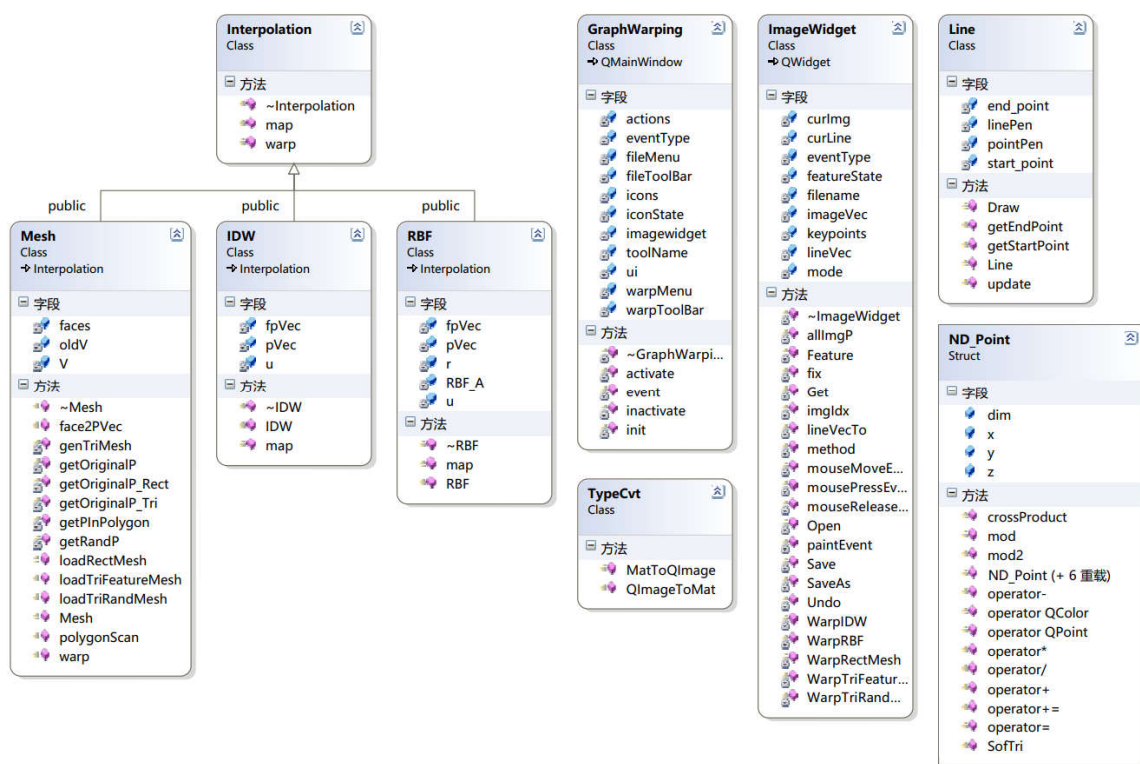 Interpolation
Class
方法
~Interpolation
map
warp
public
public
public
Mesh
Class
Interpolation
字段
faces
oldV
V
方法
~Mesh
face2PVec
genTriMesh
getOriginalP
getOriginalP_Rect
getOriginalP_Tri
getPInPolygon
getRandP
loadRectMesh
loadTriFeatureMesh
loadTriRandMesh
Mesh
polygonScan
warp
IDW
Class
Interpolation
字段
fpVec
pVec
u
方法
~IDW
IDW
map
RBF
Class
Interpolation
字段
fpVec
pVec
r
RBF_A
u
方法
~RBF
map
RBF
GraphWarping
Class
QMainWindow
字段
actions
eventType
fileMenu
fileToolBar
icons
iconState
imagewidget
toolName
ui
warpMenu
warpToolBar
方法
~GraphWarpi...
activate
event
inactivate
init
TypeCvt
Class
方法
MatToQImage
QImageToMat
ImageWidget
Class
QWidget
字段
curImg
curLine
eventType
featureState
filename
imageVec
keypoints
lineVec
mode
方法
~ImageWidget
allImgP
Feature
fix
Get
imgIdx
lineVecTo
method
mouseMoveE...
mousePressEv...
mouseRelease...
Open
paintEvent
Save
SaveAs
Undo
WarpIDW
WarpRBF
WarpRectMesh
WarpTriFeatur...
WarpTriRand...
Line
Class
字段
end_point
linePen
pointPen
start_point
方法
Draw
getEndPoint
getStartPoint
Line
update
ND_Point
Struct
字段
dim
x
y
z
方法
crossProduct
mod
mod2
ND_Point (+ 6 重载)
operator-
operator QColor
operator QPoint
operator*
operator/
operator+
operator+=
operator=
SofTri